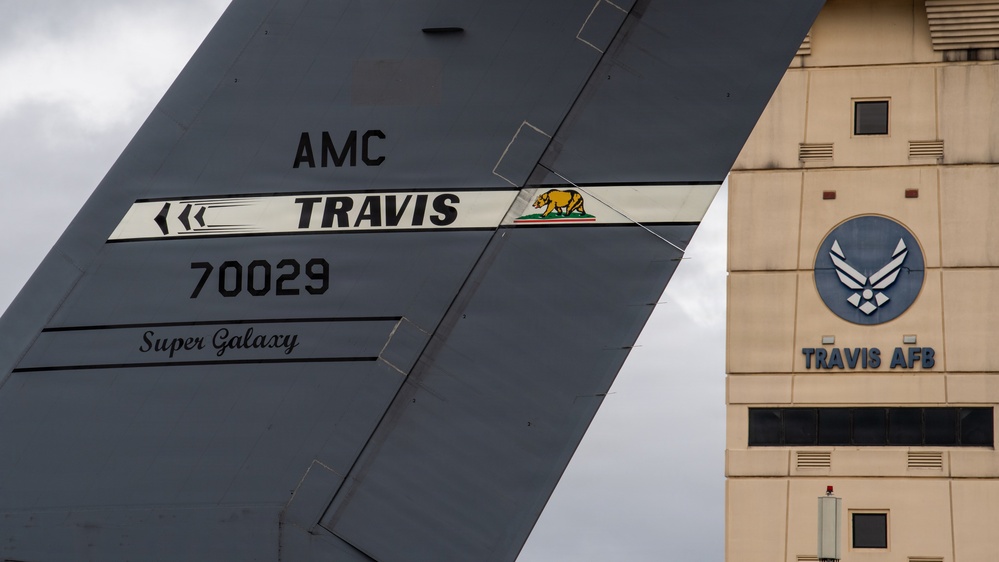 AMC
TRAVIS
70029
Super Galaxy
TRAVIS AFB